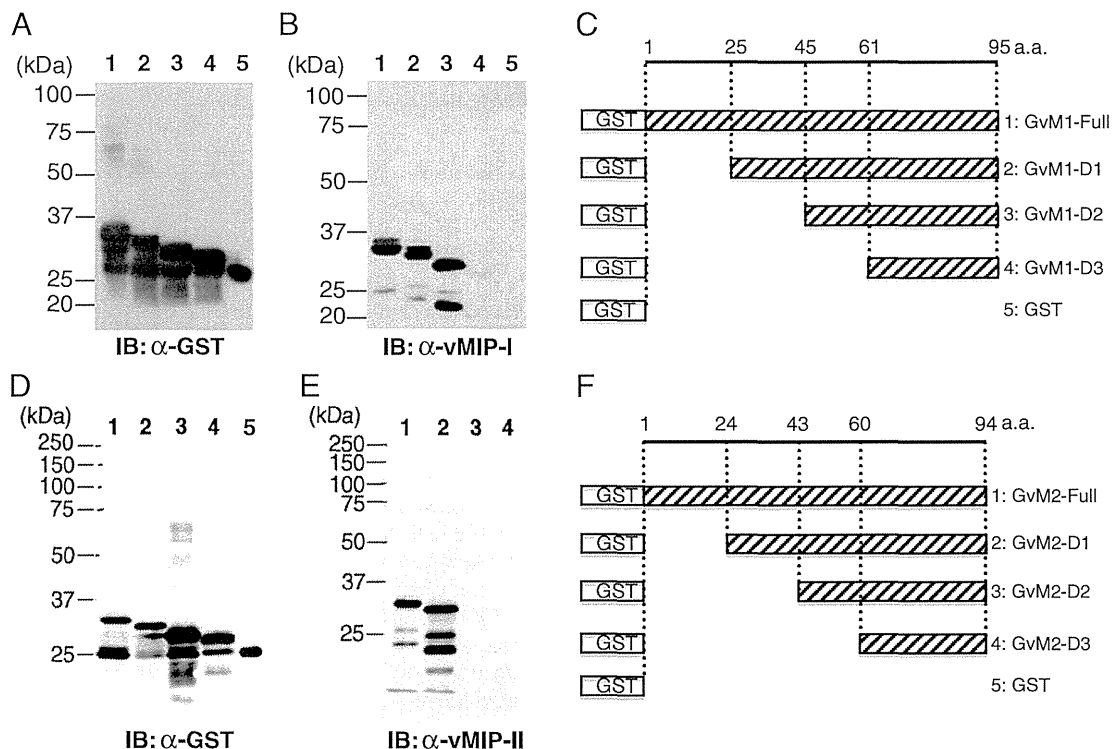 A
(kDa)
1 2 3 4 5
100
75
50
37
25
20
IB: α-GST
B
(kDa)
1 2 3 4 5
100
75
50
37
25
20
IB: α-vMIP-I
C
1 25 45 61 95 a.a.
GST 1: GvM1-Full
GST 2: GvM1-D1
GST 3: GvM1-D2
GST 4: GvM1-D3
GST 5: GST
D
(kDa)
1 2 3 4 5
250
150
100
75
50
37
25
IB: α-GST
E
(kDa)
1 2 3 4
250
150
100
75
50
37
25
IB: α-vMIP-II
F
1 24 43 60 94 a.a.
GST 1: GvM2-Full
GST 2: GvM2-D1
GST 3: GvM2-D2
GST 4: GvM2-D3
GST 5: GST